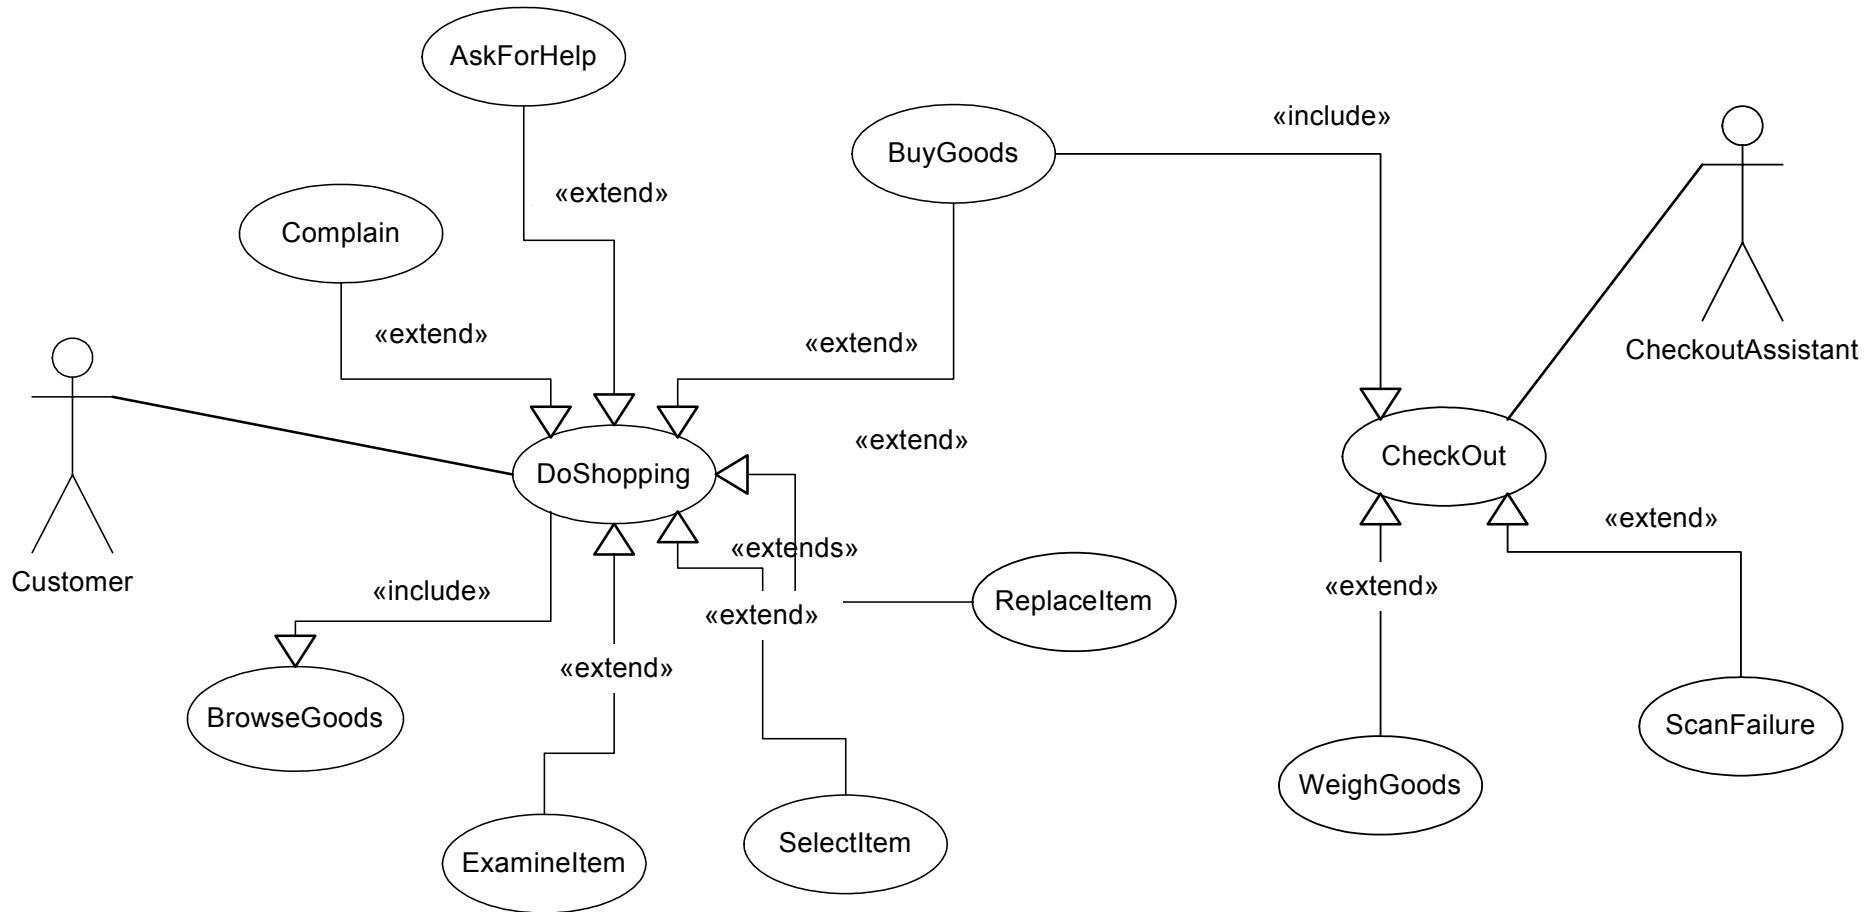 AskForHelp
«include»
BuyGoods
«extend»
Complain
«extend»
«extend»
CheckoutAssistant
«extend»
CheckOut
DoShopping
«extend»
«extends»
Customer
«include»
«extend»
ReplaceItem
«extend»
«extend»
BrowseGoods
ScanFailure
WeighGoods
SelectItem
ExamineItem